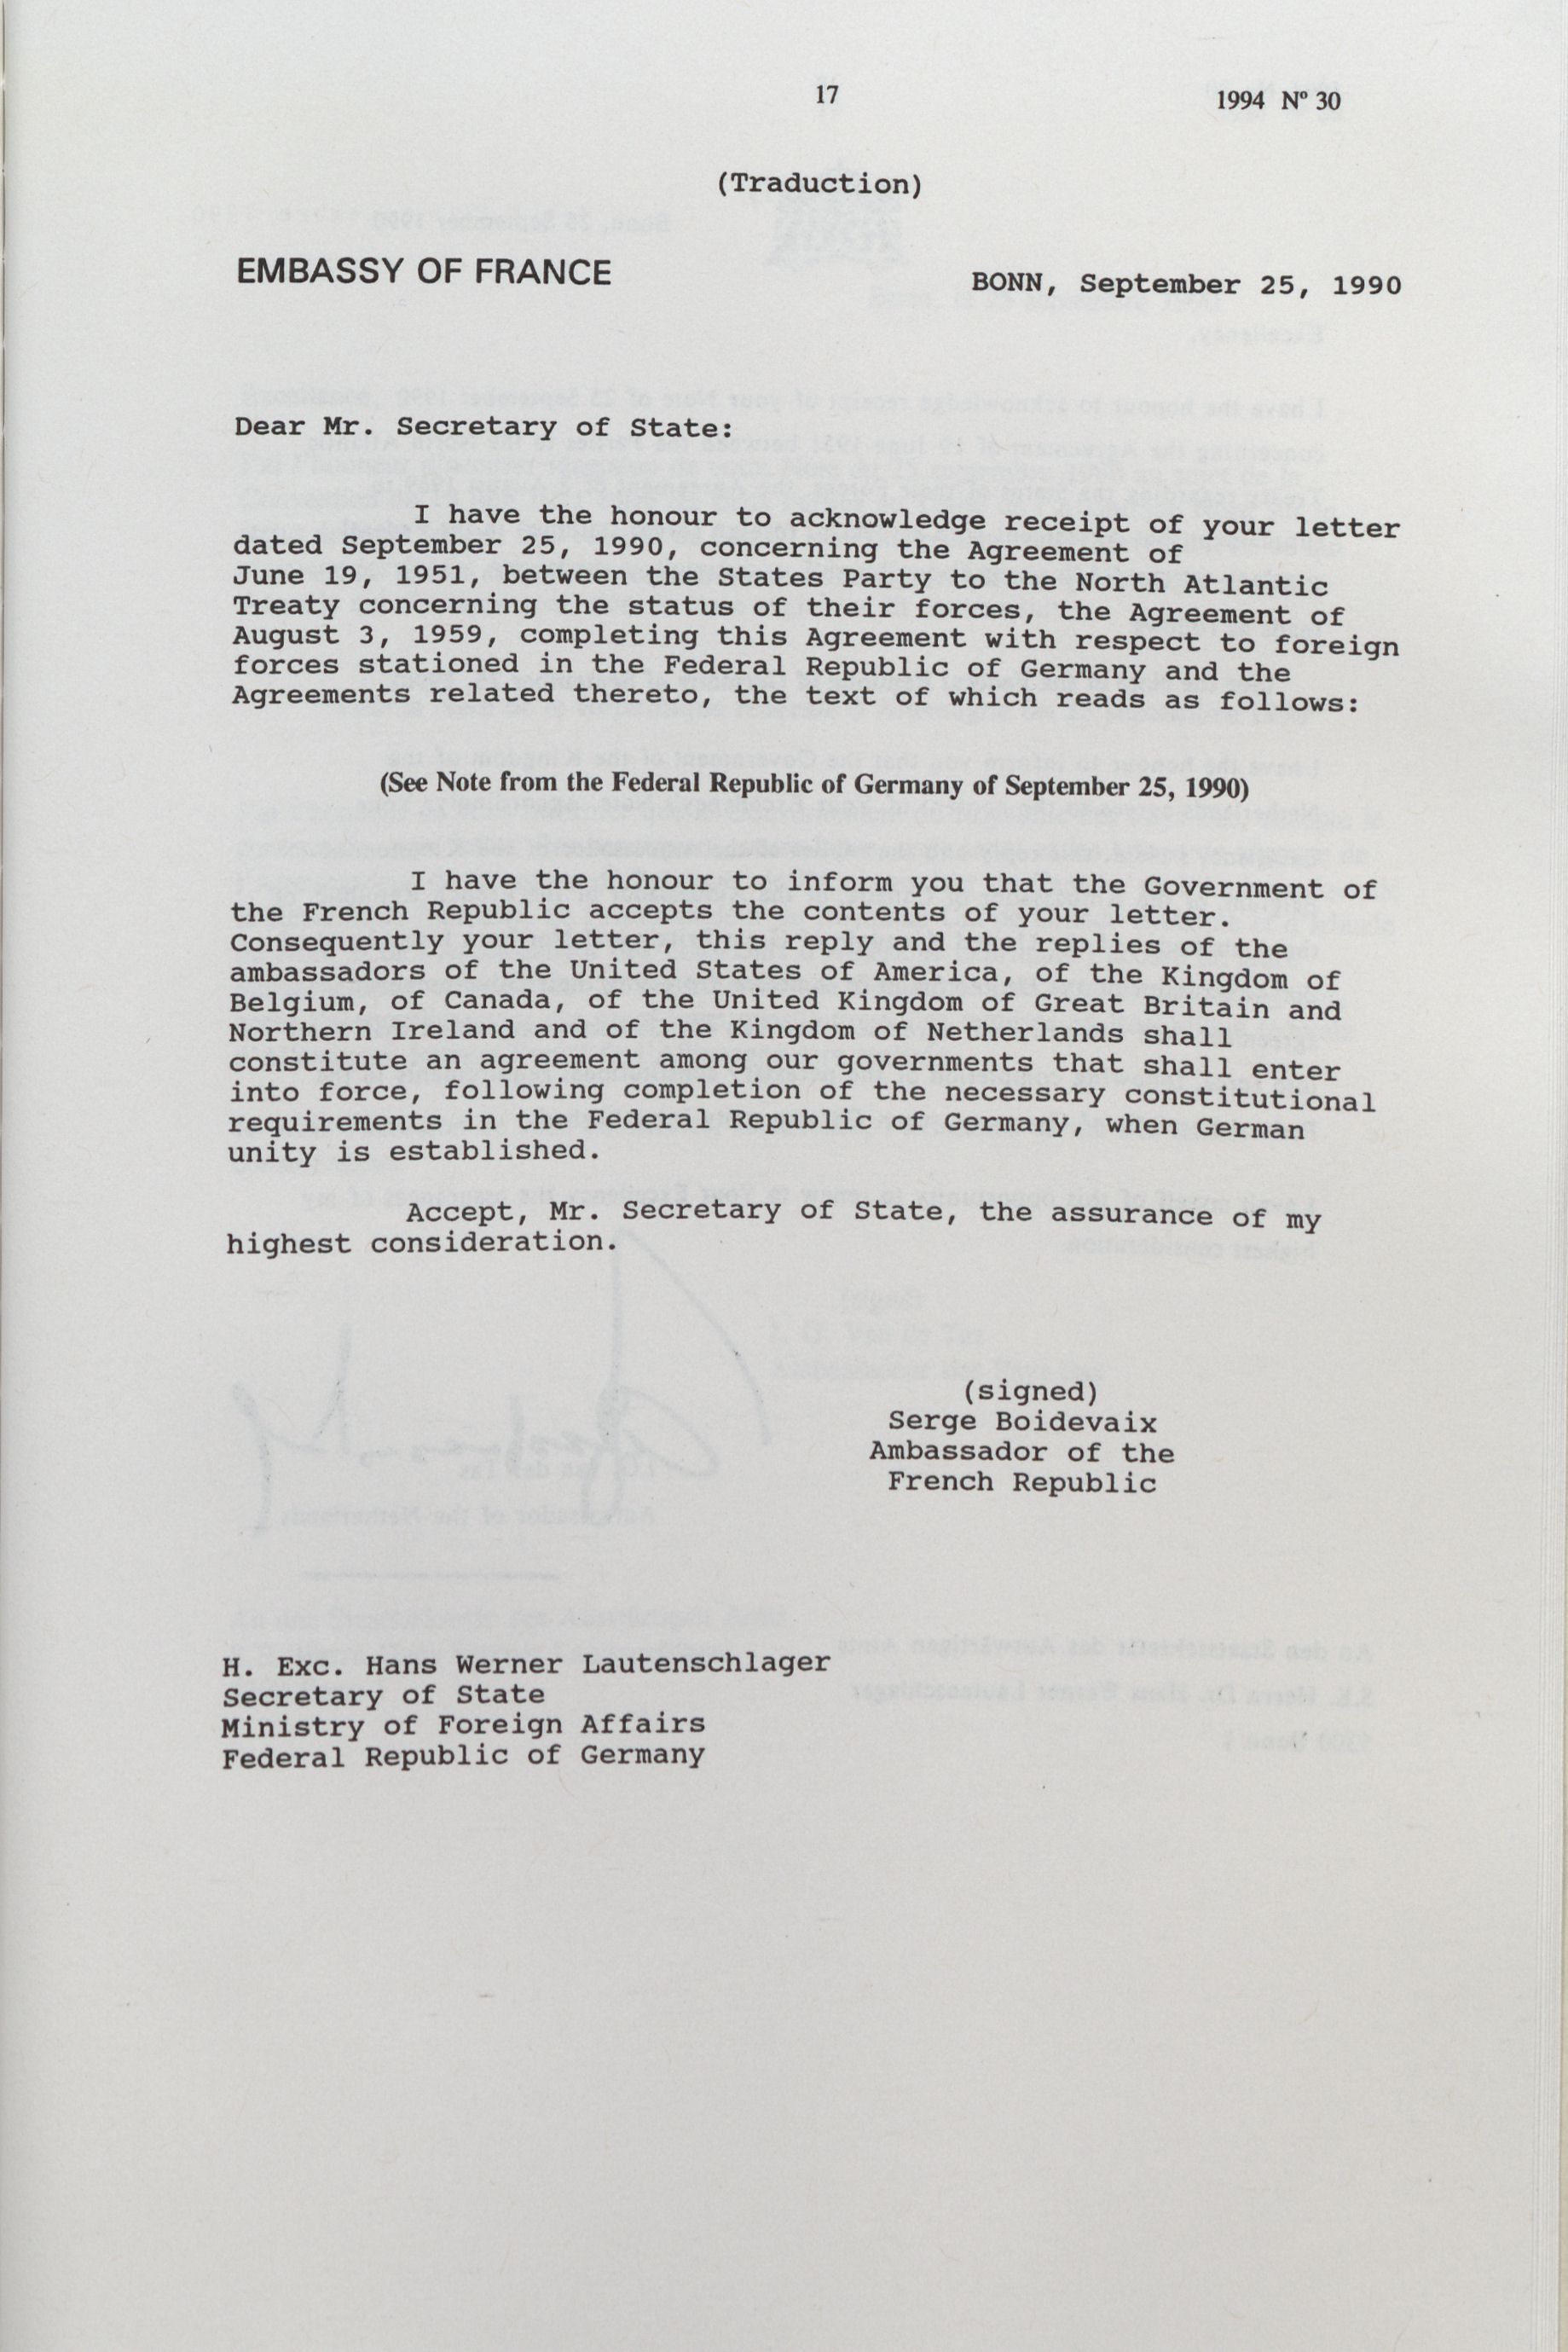 17
1994 Nº 30
(Traduction)
EMBASSY OF FRANCE
BONN, September 25, 1990
Dear Mr. Secretary of State:
I have the honour to acknowledge receipt of your letter
dated September 25, 1990, concerning the Agreement of
June 19, 1951, between the States Party to the North Atlantic
Treaty concerning the status of their forces, the Agreement of
August 3, 1959, completing this Agreement with respect to foreign
forces stationed in the Federal Republic of Germany and the
Agreements related thereto, the text of which reads as follows:
(See Note from the Federal Republic of Germany of September 25, 1990)
I have the honour to inform you that the Government of
the French Republic accepts the contents of your letter.
Consequently your letter, this reply and the replies of the
ambassadors of the United States of America, of the Kingdom of
Belgium, of Canada, of the United Kingdom of Great Britain and
Northern Ireland and of the Kingdom of Netherlands shall
constitute an agreement among our governments that shall enter
into force, following completion of the necessary constitutional
requirements in the Federal Republic of Germany, when German
unity is established.
Accept, Mr. Secretary of State, the assurance of my
highest consideration.
(signed)
Serge Boidevaix
Ambassador of the
French Republic
H. Exc. Hans Werner Lautenschlager
Secretary of State
Ministry of Foreign Affairs
Federal Republic of Germany